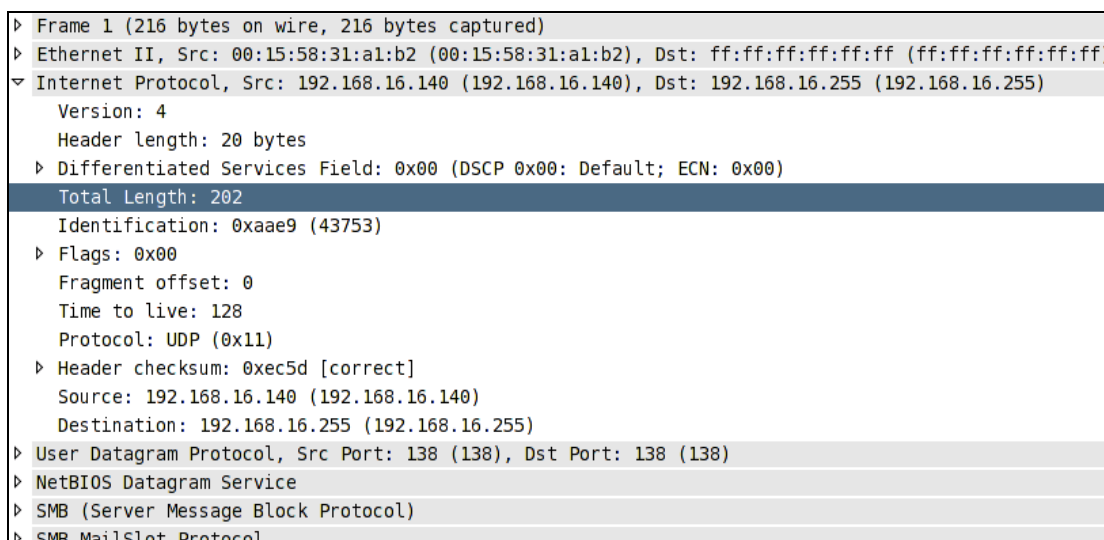 Frame 1 (216 bytes on wire, 216 bytes captured)
Ethernet II, Src: 00:15:58:31:a1:b2 (00:15:58:31:a1:b2), Dst: ff:ff:ff:ff:ff:ff (ff:ff:ff:ff:ff:ff)
Internet Protocol, Src: 192.168.16.140 (192.168.16.140), Dst: 192.168.16.255 (192.168.16.255)
Version: 4
Header length: 20 bytes
Differentiated Services Field: 0x00 (DSCP 0x00: Default; ECN: 0x00)
Total Length: 202
Identification: 0xaae9 (43753)
Flags: 0x00
Fragment offset: 0
Time to live: 128
Protocol: UDP (0x11)
Header checksum: 0xec5d [correct]
Source: 192.168.16.140 (192.168.16.140)
Destination: 192.168.16.255 (192.168.16.255)
User Datagram Protocol, Src Port: 138 (138), Dst Port: 138 (138)
NetBIOS Datagram Service
SMB (Server Message Block Protocol)
SMB MailSlot Protocol